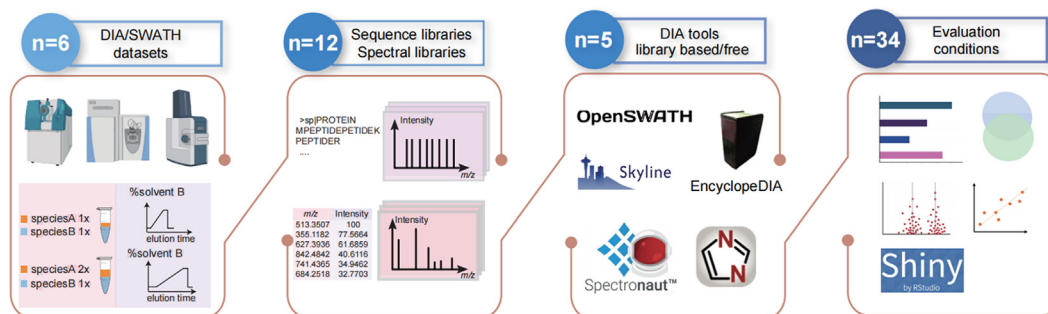 n=6
DIA/SWATH
datasets
%solvent B
speciesA 1x
speciesB 1x
elution time
%solvent B
speciesA 2x
speciesB 1x
elution time
n=12
Sequence libraries
Spectral libraries
>sp|PROTEIN
MPEPTIDEPETIDEK
PEPTIDER
....
Intensity
m/z
m/z Intensity
513.3507 100
355.1182 77.5664
627.3936 61.6859
842.4842 40.6116
741.4365 34.9462
684.2518 32.7703
Intensity
m/z
n=5
DIA tools
library based/free
OpenSWATH
Skyline
EncyclopeDIA
Spectronaut™
N
N
n=34
Evaluation
conditions
Shiny
by RStudio